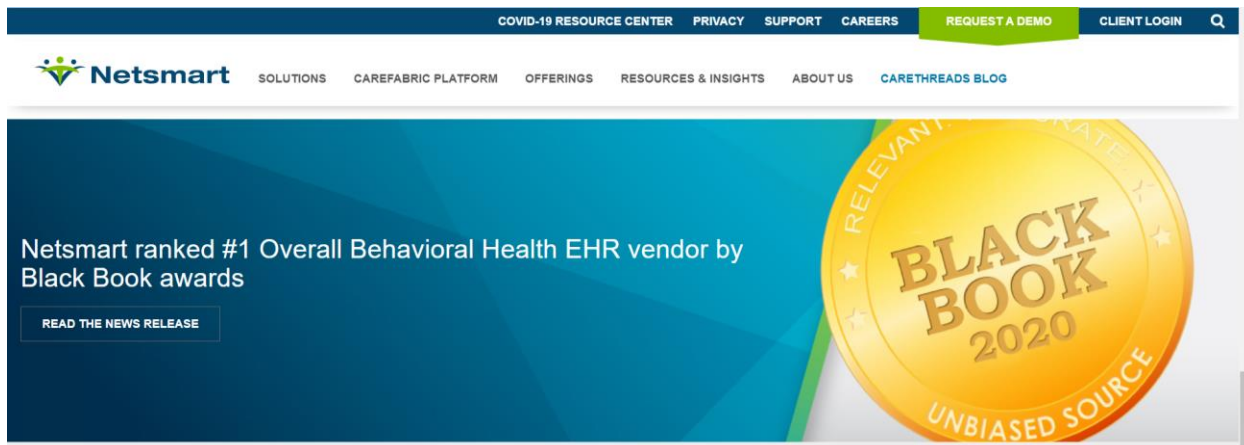 COVID-19 RESOURCE CENTER PRIVACY SUPPORT CAREERS REQUEST A DEMO CLIENT LOGIN
Netsmart SOLUTIONS CAREFABRIC PLATFORM OFFERINGS RESOURCES & INSIGHTS ABOUT US CARETHREADS BLOG
Netsmart ranked #1 Overall Behavioral Health EHR vendor by
Black Book awards
READ THE NEWS RELEASE
RELEVANT.
BLACK
BOOK
2020
UNBIASED SOURCE